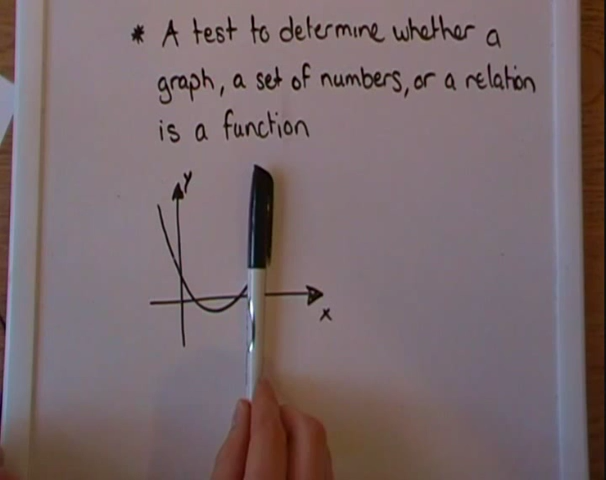 * A test to determine whether a
graph, a set of numbers, or a relation
is a function
y
x